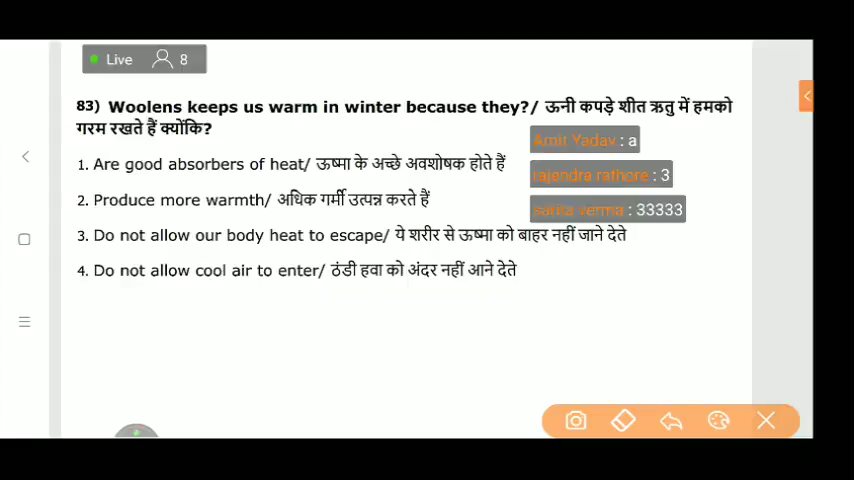 Live 8
83) Woolens keeps us warm in winter because they?/ ऊनी कपड़े शीत ऋतु में हमको
गरम रखते हैं क्योंकि?
Amit Yadav : a
1. Are good absorbers of heat/ ऊष्मा के अच्छे अवशोषक होते हैं
rajendra rathore : 3
2. Produce more warmth/ अधिक गर्मी उत्पन्न करते हैं
sarita verma : 33333
3. Do not allow our body heat to escape/ ये शरीर से ऊष्मा को बाहर नहीं जाने देते
4. Do not allow cool air to enter/ ठंडी हवा को अंदर नहीं आने देते